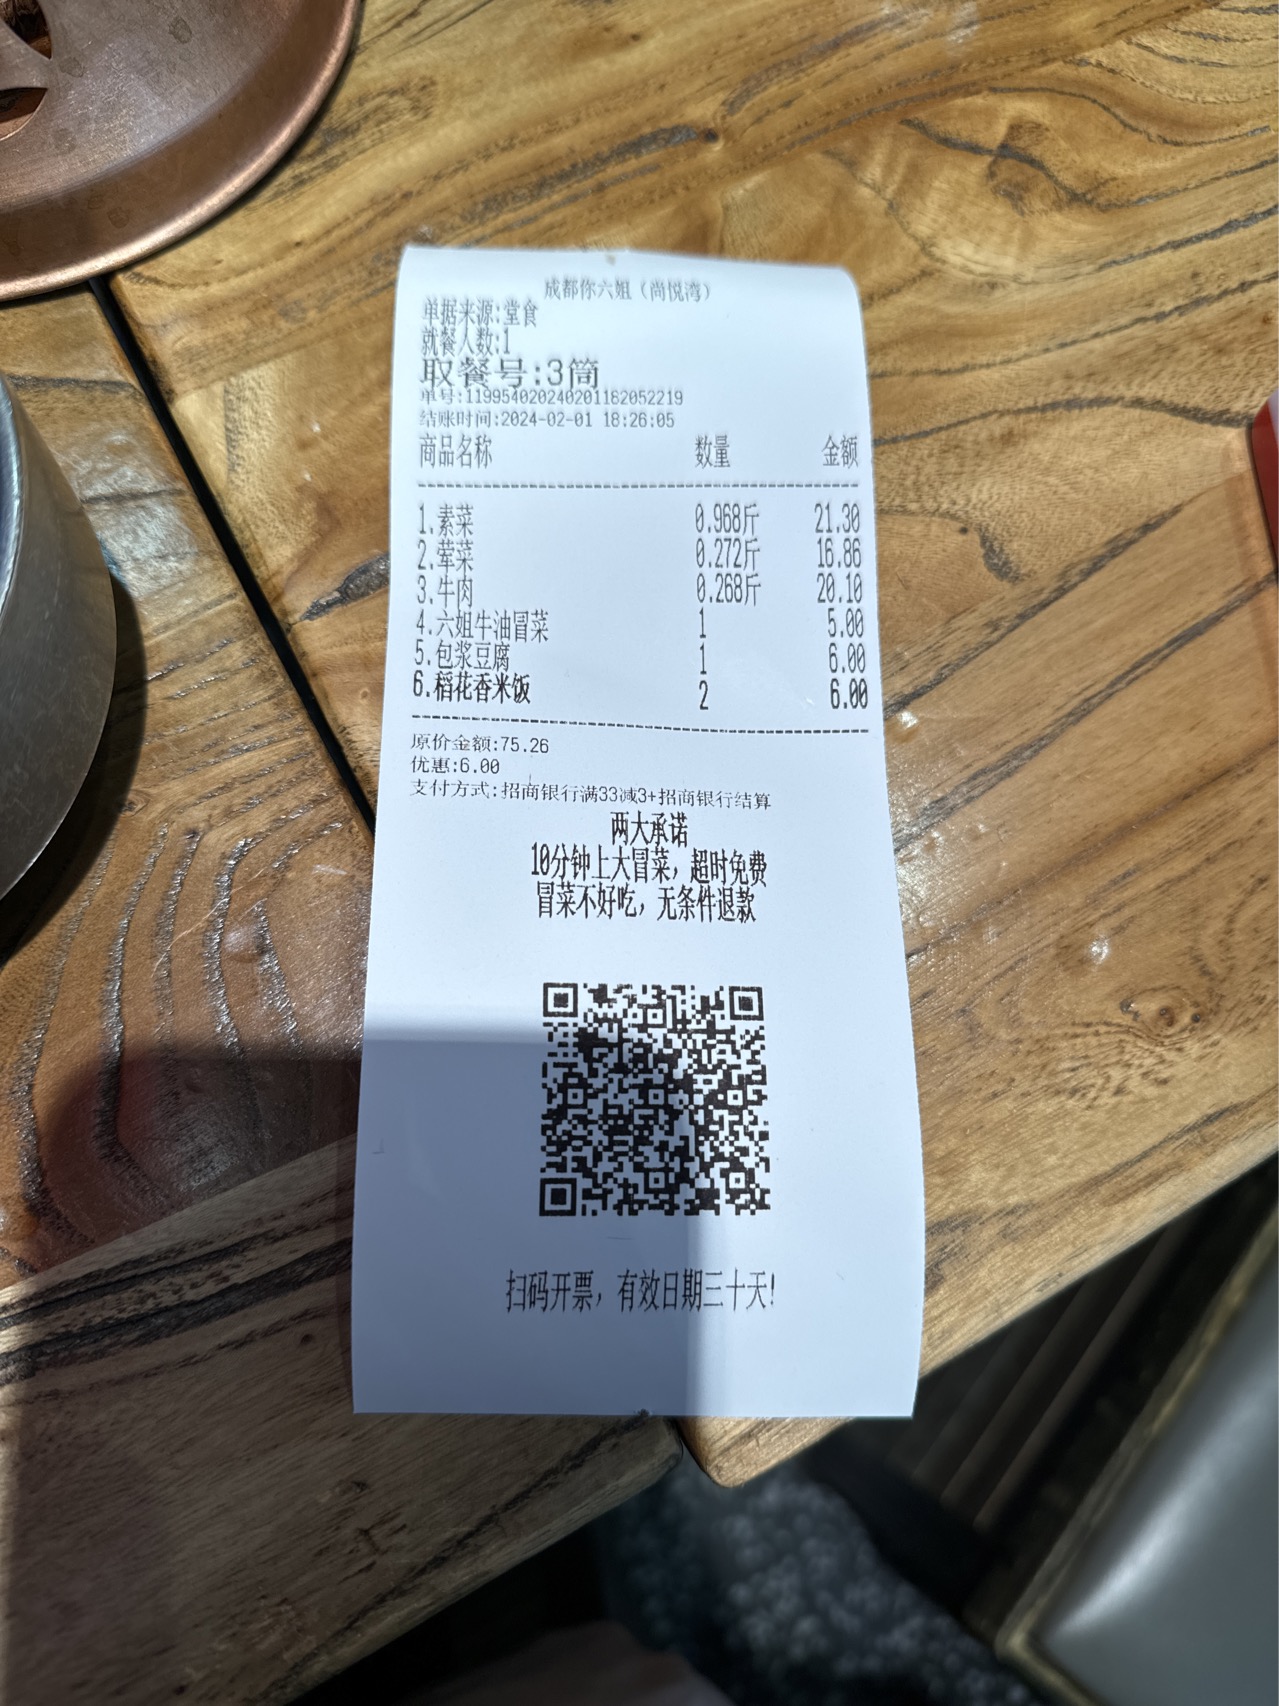 成都你六姐（尚悦湾）
单据来源:堂食
就餐人数:1
取餐号:3筒
单号:119954020240201182052219
结账时间:2024-02-01 18:26:05
商品名称 数量 金额
1.素菜 0.968斤 21.30
2.荤菜 0.272斤 16.86
3.牛肉 0.268斤 20.10
4.六姐牛油冒菜 1 5.00
5.包浆豆腐 1 6.00
6.稻花香米饭 2 6.00
原价金额:75.26
优惠:6.00
支付方式:招商银行满33减3+招商银行结算
两大承诺
10分钟上大冒菜，超时免费
冒菜不好吃，无条件退款
扫码开票，有效日期三十天!